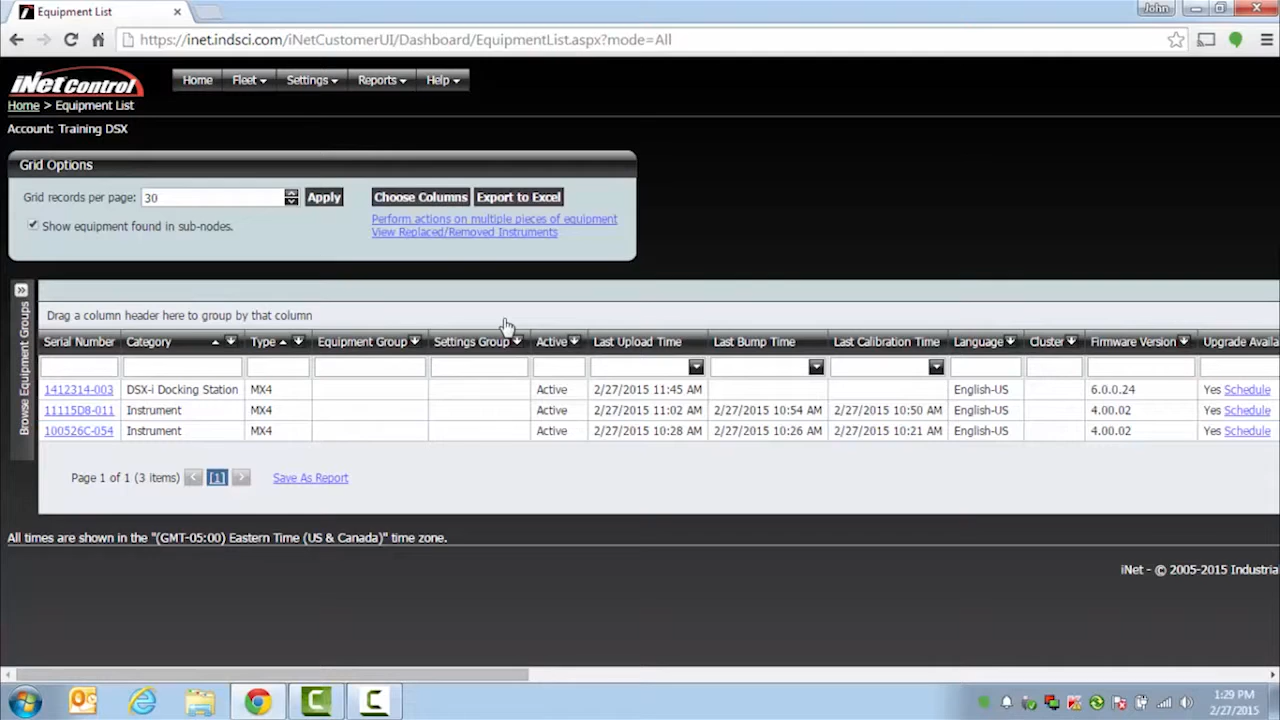 Equipment List
John
https://inet.indsci.com/iNetCustomerUI/Dashboard/EquipmentList.aspx?mode=All
iNet Control
Home Fleet Settings Reports Help
Home > Equipment List
Account: Training DSX
Grid Options
Grid records per page: 30 Apply Choose Columns Export to Excel
Show equipment found in sub-nodes. Perform actions on multiple pieces of equipment
View Replaced/Removed Instruments
Browse Equipment Groups
Drag a column header here to group by that column
Serial Number Category Type Equipment Group Settings Group Active Last Upload Time Last Bump Time Last Calibration Time Language Cluster Firmware Version Upgrade Availa
1412314-003 DSX-i Docking Station MX4 Active 2/27/2015 11:45 AM English-US 6.0.0.24 Yes Schedule
11115D8-011 Instrument MX4 Active 2/27/2015 11:02 AM 2/27/2015 10:54 AM 2/27/2015 10:50 AM English-US 4.00.02 Yes Schedule
100526C-054 Instrument MX4 Active 2/27/2015 10:28 AM 2/27/2015 10:26 AM 2/27/2015 10:21 AM English-US 4.00.02 Yes Schedule
Page 1 of 1 (3 items) < [1] > Save As Report
All times are shown in the "(GMT-05:00) Eastern Time (US & Canada)" time zone.
iNet - © 2005-2015 Industria
1:29 PM
2/27/2015